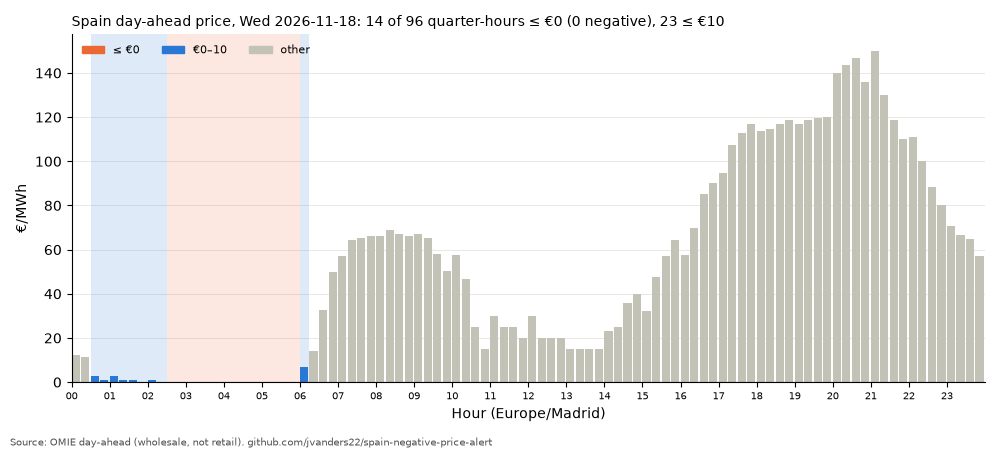 Spain day-ahead price, Wed 2026-11-18: 14 of 96 quarter-hours ≤ €0 (0 negative), 23 ≤ €10
≤ €0 €0–10 other
€/MWh
140
120
100
80
60
40
20
0
00 01 02 03 04 05 06 07 08 09 10 11 12 13 14 15 16 17 18 19 20 21 22 23
Hour (Europe/Madrid)
Source: OMIE day-ahead (wholesale, not retail). github.com/jvanders22/spain-negative-price-alert